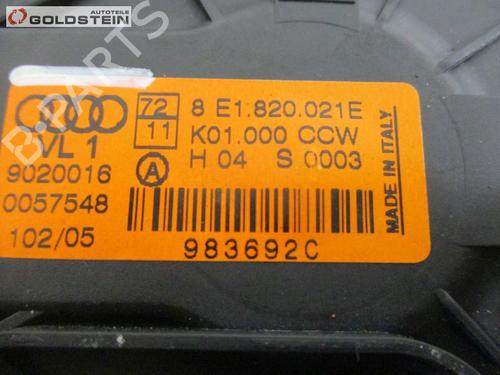 Autoteile
GOLDSTEIN
B-PARTS
72
11
8 E1.820.021E
VL 1
K01.000 CCW
9020016
A
H 04 S 0003
0057548
102/05
983692C
MADE IN ITALY